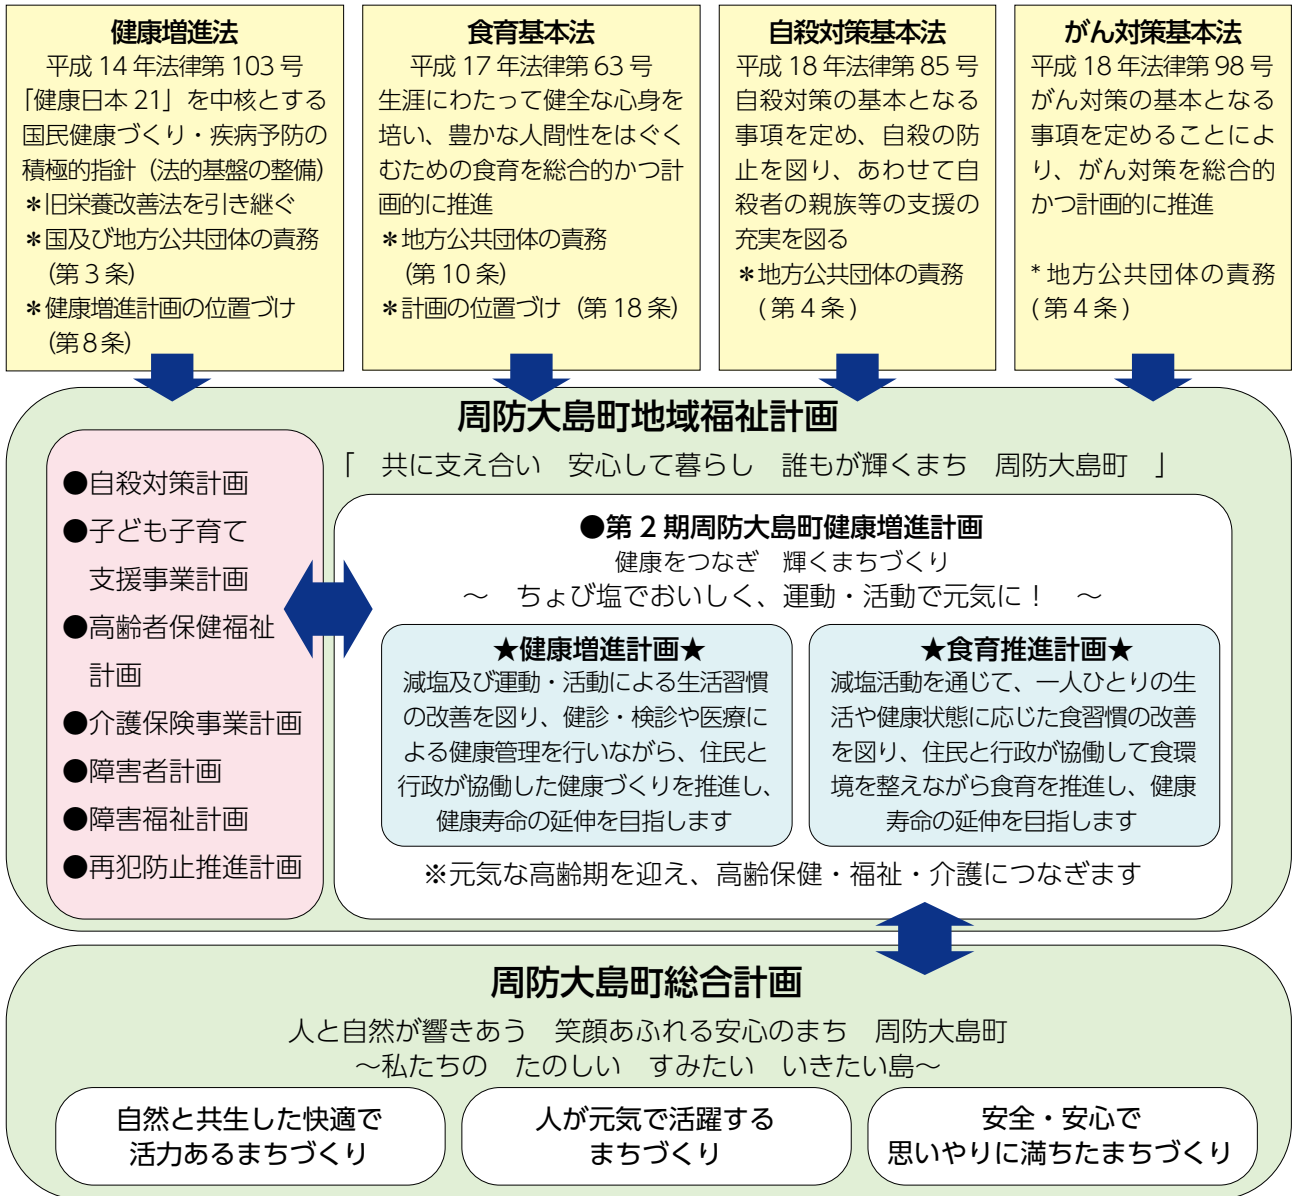 健康増進法
平成 14 年法律第 103 号
「健康日本 21」を中核とする
国民健康づくり・疾病予防の
積極的指針（法的基盤の整備）
＊旧栄養改善法を引き継ぐ
＊国及び地方公共団体の責務
（第 3 条）
＊健康増進計画の位置づけ
（第 8 条）
食育基本法
平成 17 年法律第 63 号
生涯にわたって健全な心身を
培い、豊かな人間性をはぐく
むための食育を総合的かつ計
画的に推進
＊地方公共団体の責務
（第 10 条）
＊計画の位置づけ（第 18 条）
自殺対策基本法
平成 18 年法律第 85 号
自殺対策の基本となる
事項を定め、自殺の防
止を図り、あわせて自
殺者の親族等の支援の
充実を図る
＊地方公共団体の責務
( 第 4 条 )
がん対策基本法
平成 18 年法律第 98 号
がん対策の基本となる
事項を定めることによ
り、がん対策を総合的
かつ計画的に推進
* 地方公共団体の責務
( 第 4 条 )
周防大島町地域福祉計画
「　共に支え合い　安心して暮らし　誰もが輝くまち　周防大島町　」
●自殺対策計画
●子ども子育て
支援事業計画
●高齢者保健福祉
計画
●介護保険事業計画
●障害者計画
●障害福祉計画
●再犯防止推進計画
●第 2 期周防大島町健康増進計画
健康をつなぎ　輝くまちづくり
～　ちょび塩でおいしく、運動・活動で元気に！　～
★健康増進計画★
減塩及び運動・活動による生活習慣
の改善を図り、健診・検診や医療に
よる健康管理を行いながら、住民と
行政が協働した健康づくりを推進し、
健康寿命の延伸を目指します
★食育推進計画★
減塩活動を通じて、一人ひとりの生
活や健康状態に応じた食習慣の改善
を図り、住民と行政が協働して食環
境を整えながら食育を推進し、健康
寿命の延伸を目指します
※元気な高齢期を迎え、高齢保健・福祉・介護につなぎます
周防大島町総合計画
人と自然が響きあう　笑顔あふれる安心のまち　周防大島町
～私たちの　たのしい　すみたい　いきたい島～
自然と共生した快適で
活力あるまちづくり
人が元気で活躍する
まちづくり
安全・安心で
思いやりに満ちたまちづくり